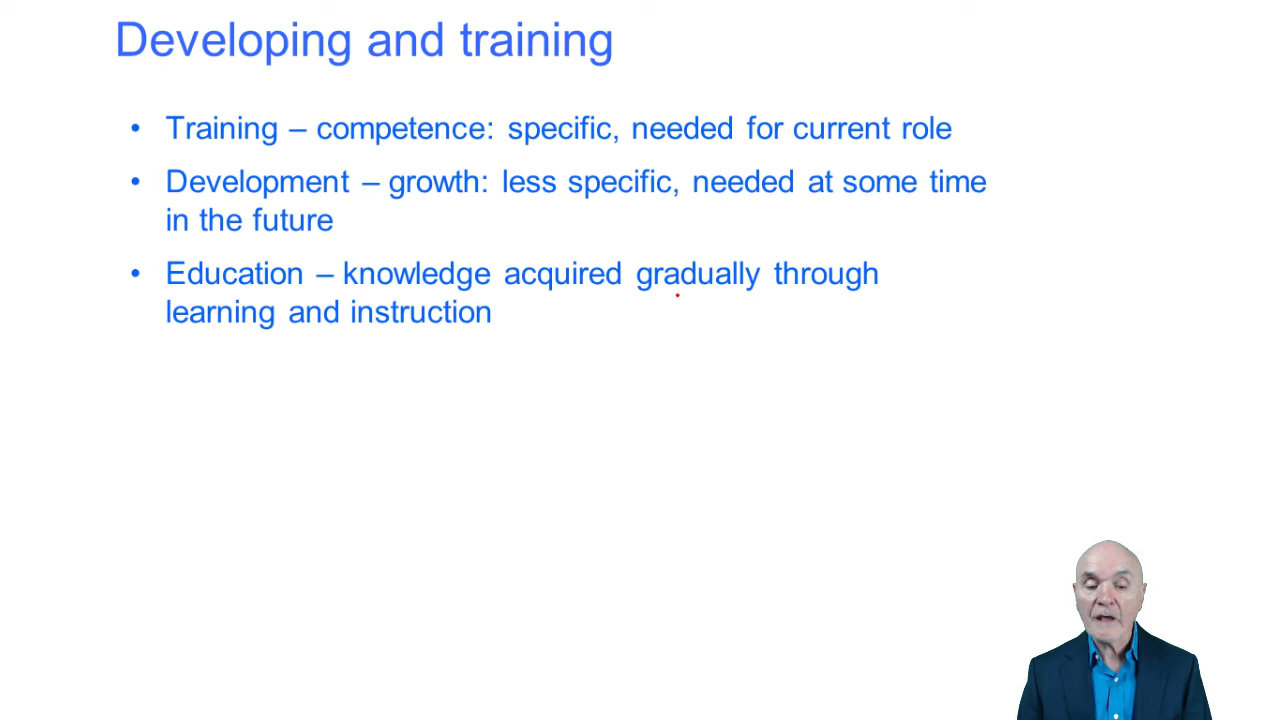 Developing and training
• Training – competence: specific, needed for current role
• Development – growth: less specific, needed at some time
in the future
• Education – knowledge acquired gradually through
learning and instruction